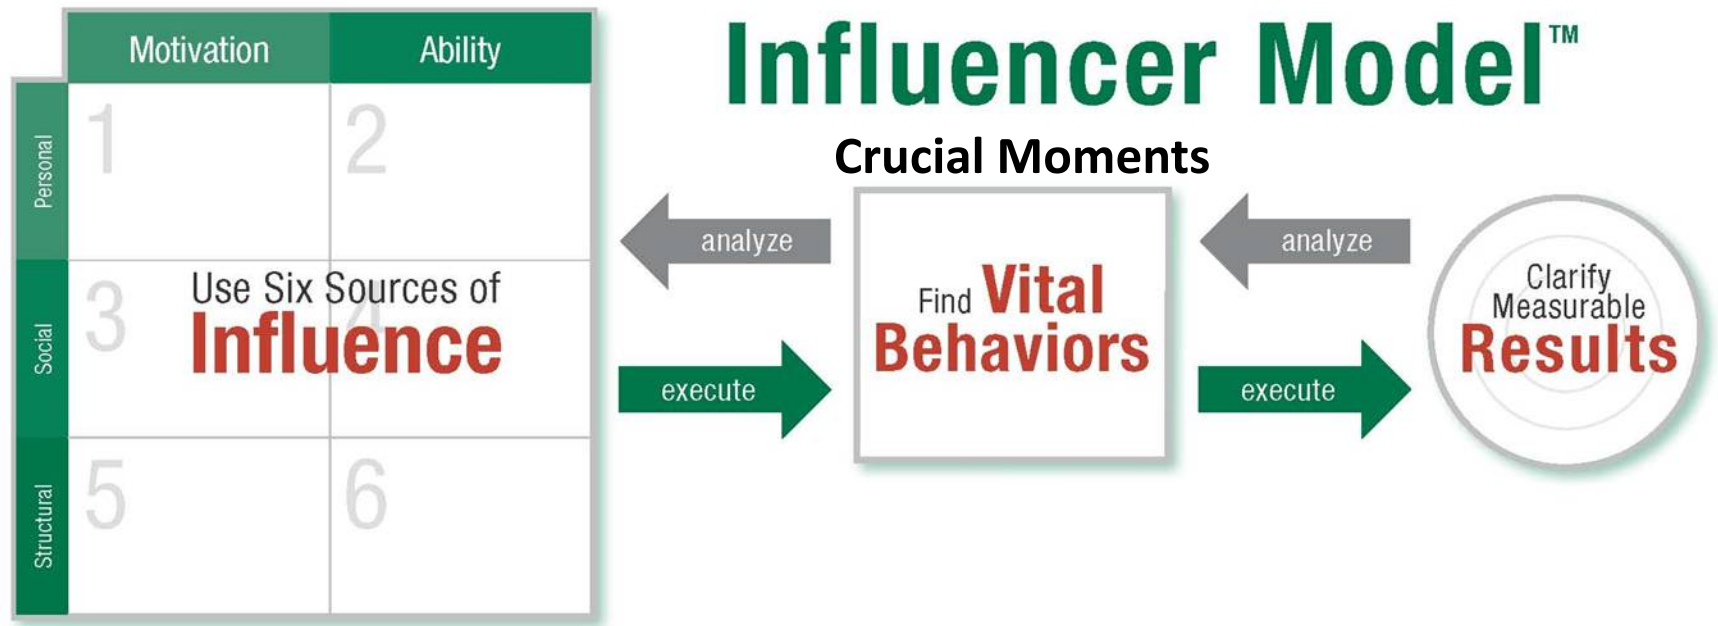 Influencer Model™
Crucial Moments
Motivation
Ability
Personal
1
2
Social
3
4
Use Six Sources of
Influence
Structural
5
6
analyze
execute
Find Vital
Behaviors
analyze
execute
Clarify
Measurable
Results